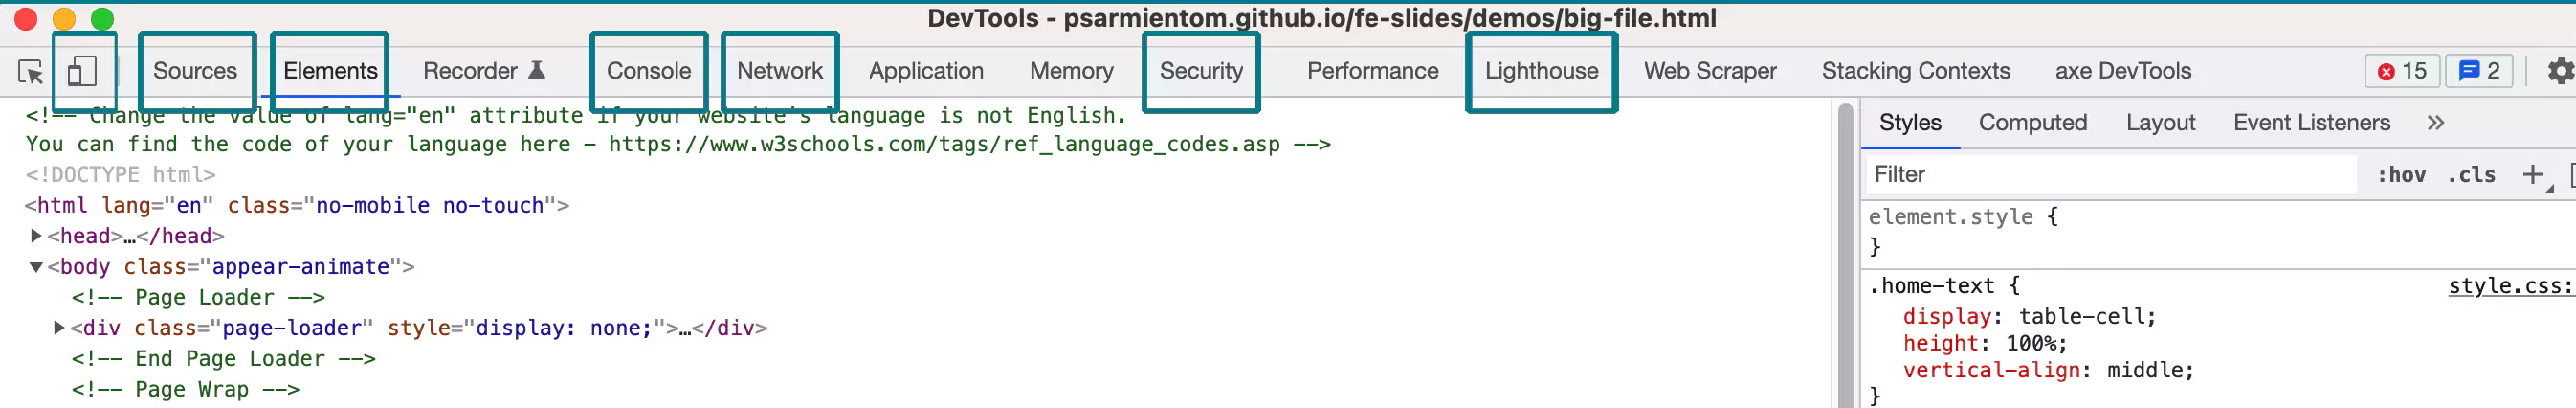 DevTools - psarmientom.github.io/fe-slides/demos/big-file.html
Sources Elements Recorder Console Network Application Memory Security Performance Lighthouse Web Scraper Stacking Contexts axe DevTools 15 2
<!-- Change the value of lang="en" attribute if your website's language is not English.
You can find the code of your language here - https://www.w3schools.com/tags/ref_language_codes.asp -->
<!DOCTYPE html>
<html lang="en" class="no-mobile no-touch">
<head>…</head>
<body class="appear-animate">
<!-- Page Loader -->
<div class="page-loader" style="display: none;">…</div>
<!-- End Page Loader -->
<!-- Page Wrap -->
Styles Computed Layout Event Listeners »
Filter :hov .cls +
element.style {
}
.home-text { style.css:
display: table-cell;
height: 100%;
vertical-align: middle;
}